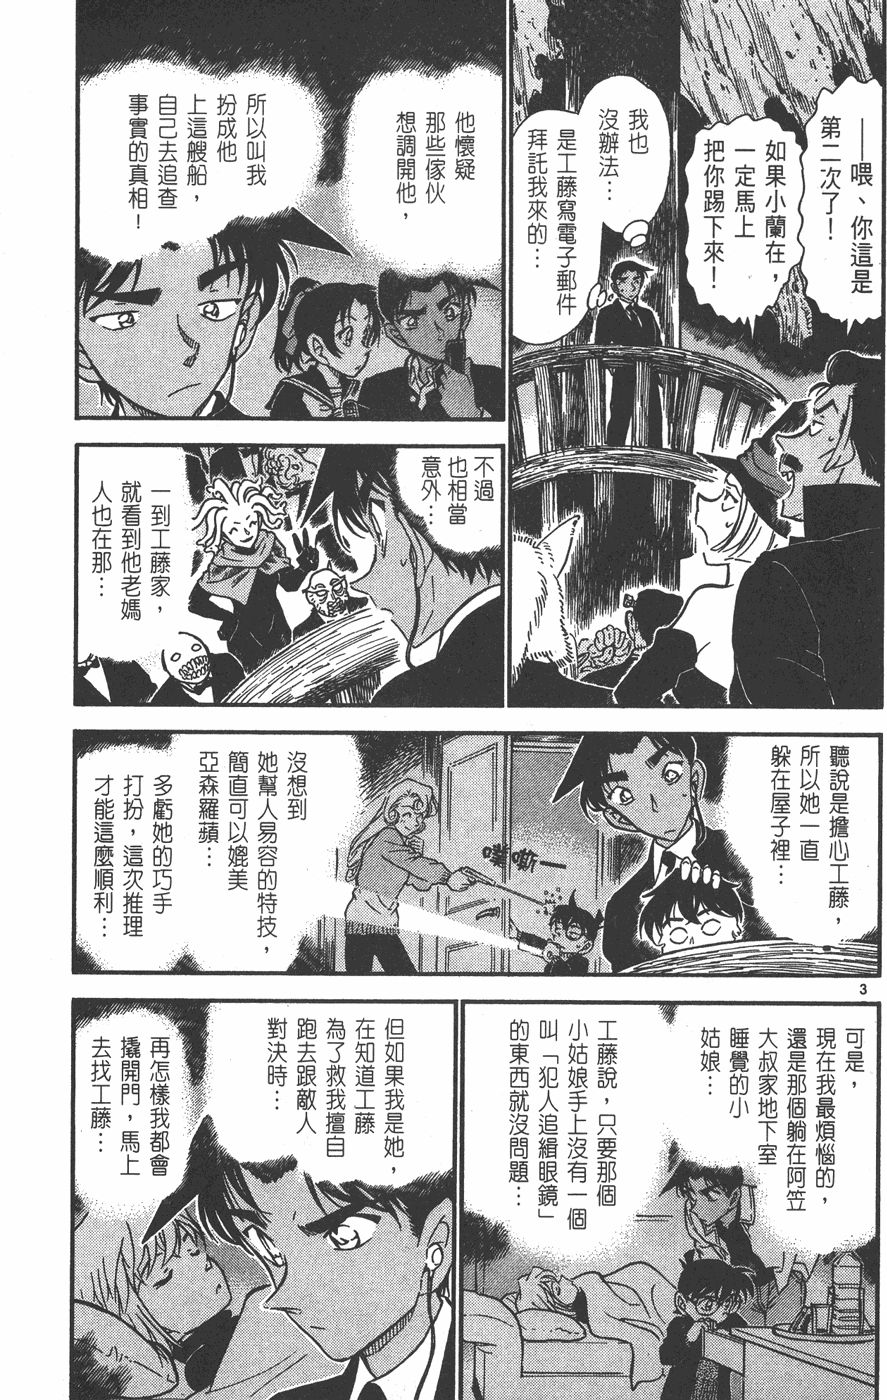 ——喂、你這是
第二次了！
如果小蘭在，
一定馬上
把你踢下來！
我也
沒辦法…
是工藤寫電子郵件
拜託我來的…
他懷疑
那些傢伙
想調開他，
所以叫我
扮成他
上這艘船，
自己去追查
事實的真相！
不過
也相當
意外…
一到工藤家，
就看到他老媽
人也在那…
聽說是擔心工藤，
所以她一直
躲在屋子裡…
噗嘶—
沒想到
她幫人易容的特技，
簡直可以媲美
亞森羅蘋…
多虧她的巧手
打扮，這次推理
才能這麼順利…
3
可是，
現在我最煩惱的，
還是那個躺在阿笠
大叔家地下室
睡覺的小
姑娘…
工藤說，只要那個
小姑娘手上沒有一個
叫「犯人追緝眼鏡」
的東西就沒問題…
但如果我是她，
在知道工藤
為了救我擅自
跑去跟敵人
對決時…
再怎樣我都會
撬開門，馬上
去找工藤…